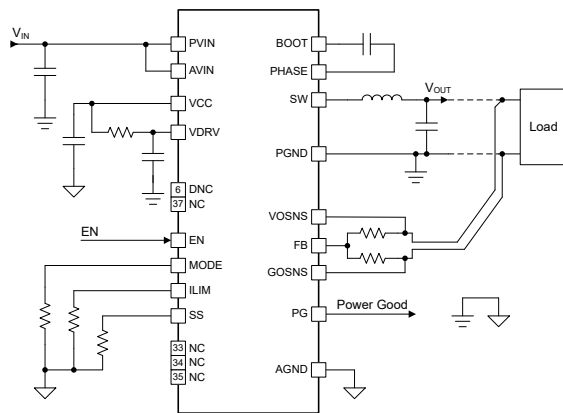 VIN
PVIN
AVIN
VCC
VDRV
6 DNC
37 NC
EN
EN
MODE
ILIM
SS
33 NC
34 NC
35 NC
BOOT
PHASE
SW
VOUT
Load
PGND
VOSNS
FB
GOSNS
PG
Power Good
AGND